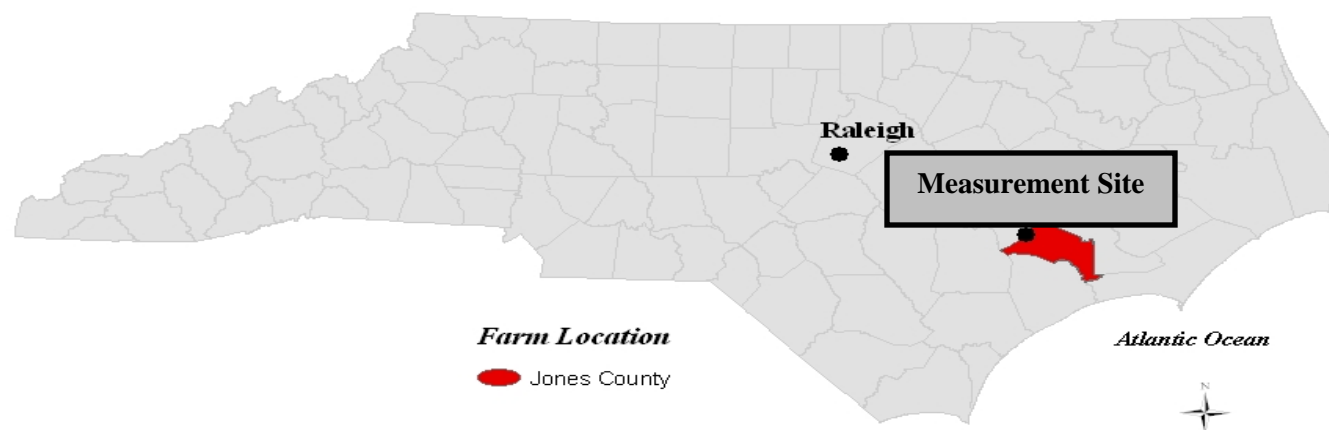 Raleigh
Measurement Site
Farm Location
Atlantic Ocean
Jones County
N